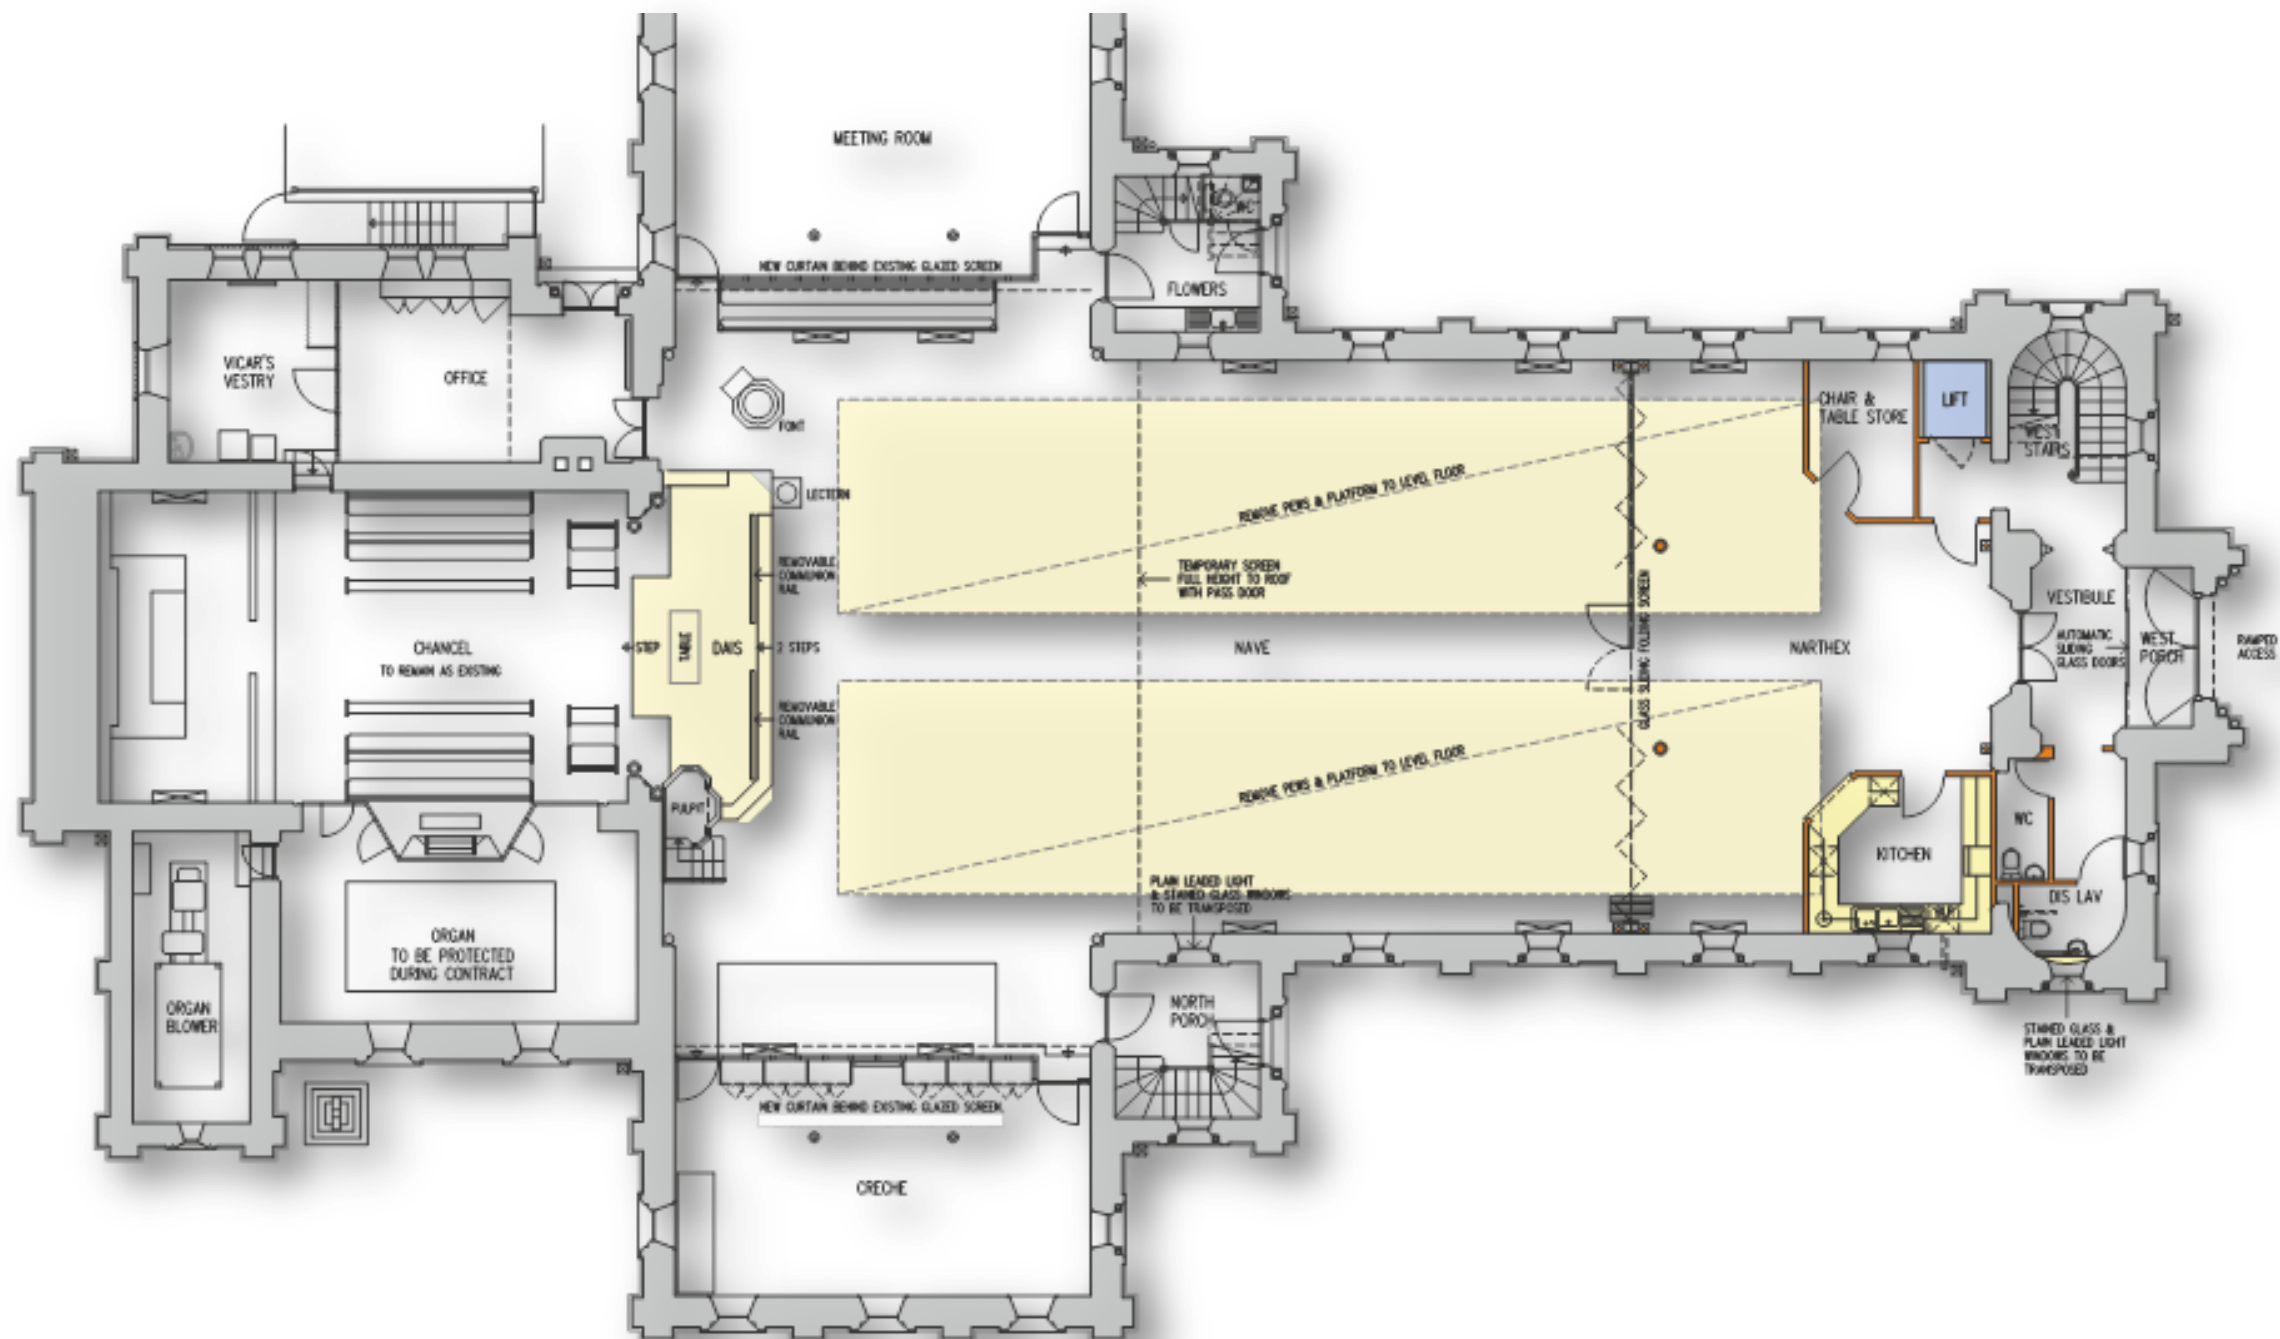 MEETING ROOM
NEW CURTAIN BEHIND EXISTING GLAZED SCREEN
WC
FLOWERS
VICAR'S
VESTRY
OFFICE
FONT
CHAIR &
TABLE STORE
LIFT
WEST
STAIRS
LECTERN
REMOVE PEWS & PLATFORM TO LEVEL FLOOR
REMOVABLE
COMMUNION
RAIL
TEMPORARY SCREEN
FULL HEIGHT TO ROOF
WITH PASS DOOR
GLASS SLIDING FOLDING SCREEN
VESTIBULE
CHANCEL
TO REMAIN AS EXISTING
STEP
TABLE
DAIS
2 STEPS
NAVE
NARTHEX
AUTOMATIC
SLIDING
GLASS DOORS
WEST
PORCH
RAMPED
ACCESS
REMOVABLE
COMMUNION
RAIL
REMOVE PEWS & PLATFORM TO LEVEL FLOOR
PULPIT
WC
KITCHEN
PLAIN LEADED LIGHT
& STAINED GLASS WINDOWS
TO BE TRANSPOSED
DIS LAV
ORGAN
TO BE PROTECTED
DURING CONTRACT
ORGAN
BLOWER
NORTH
PORCH
STAINED GLASS &
PLAIN LEADED LIGHT
WINDOWS TO BE
TRANSPOSED
NEW CURTAIN BEHIND EXISTING GLAZED SCREEN
CRECHE